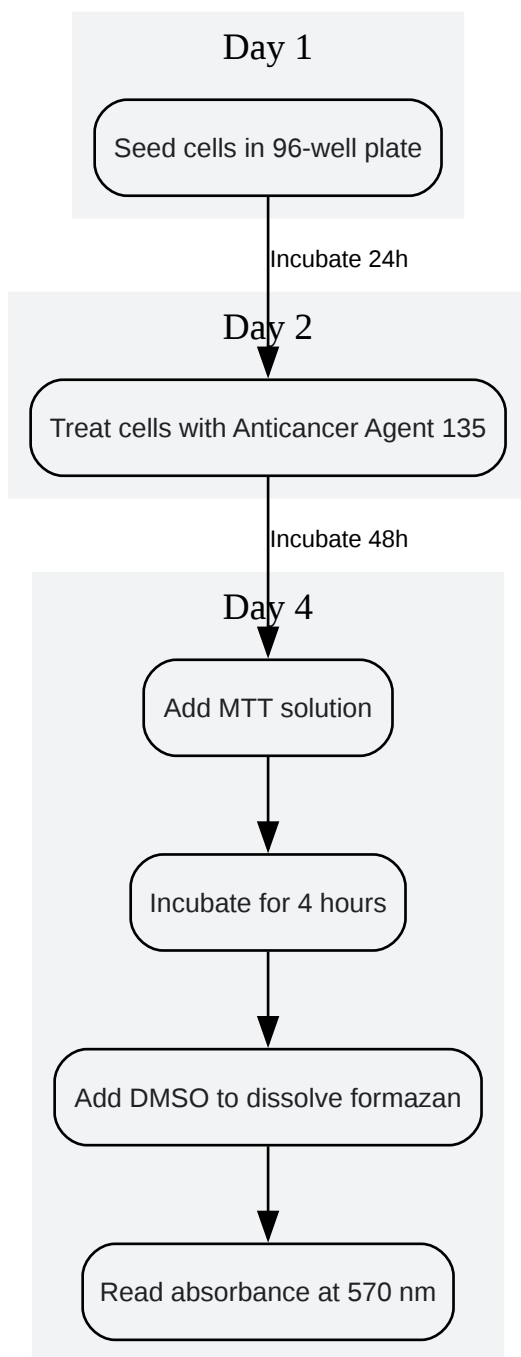 Day 1
Seed cells in 96-well plate
Incubate 24h
Day 2
Treat cells with Anticancer Agent 135
Incubate 48h
Day 4
Add MTT solution
Incubate for 4 hours
Add DMSO to dissolve formazan
Read absorbance at 570 nm